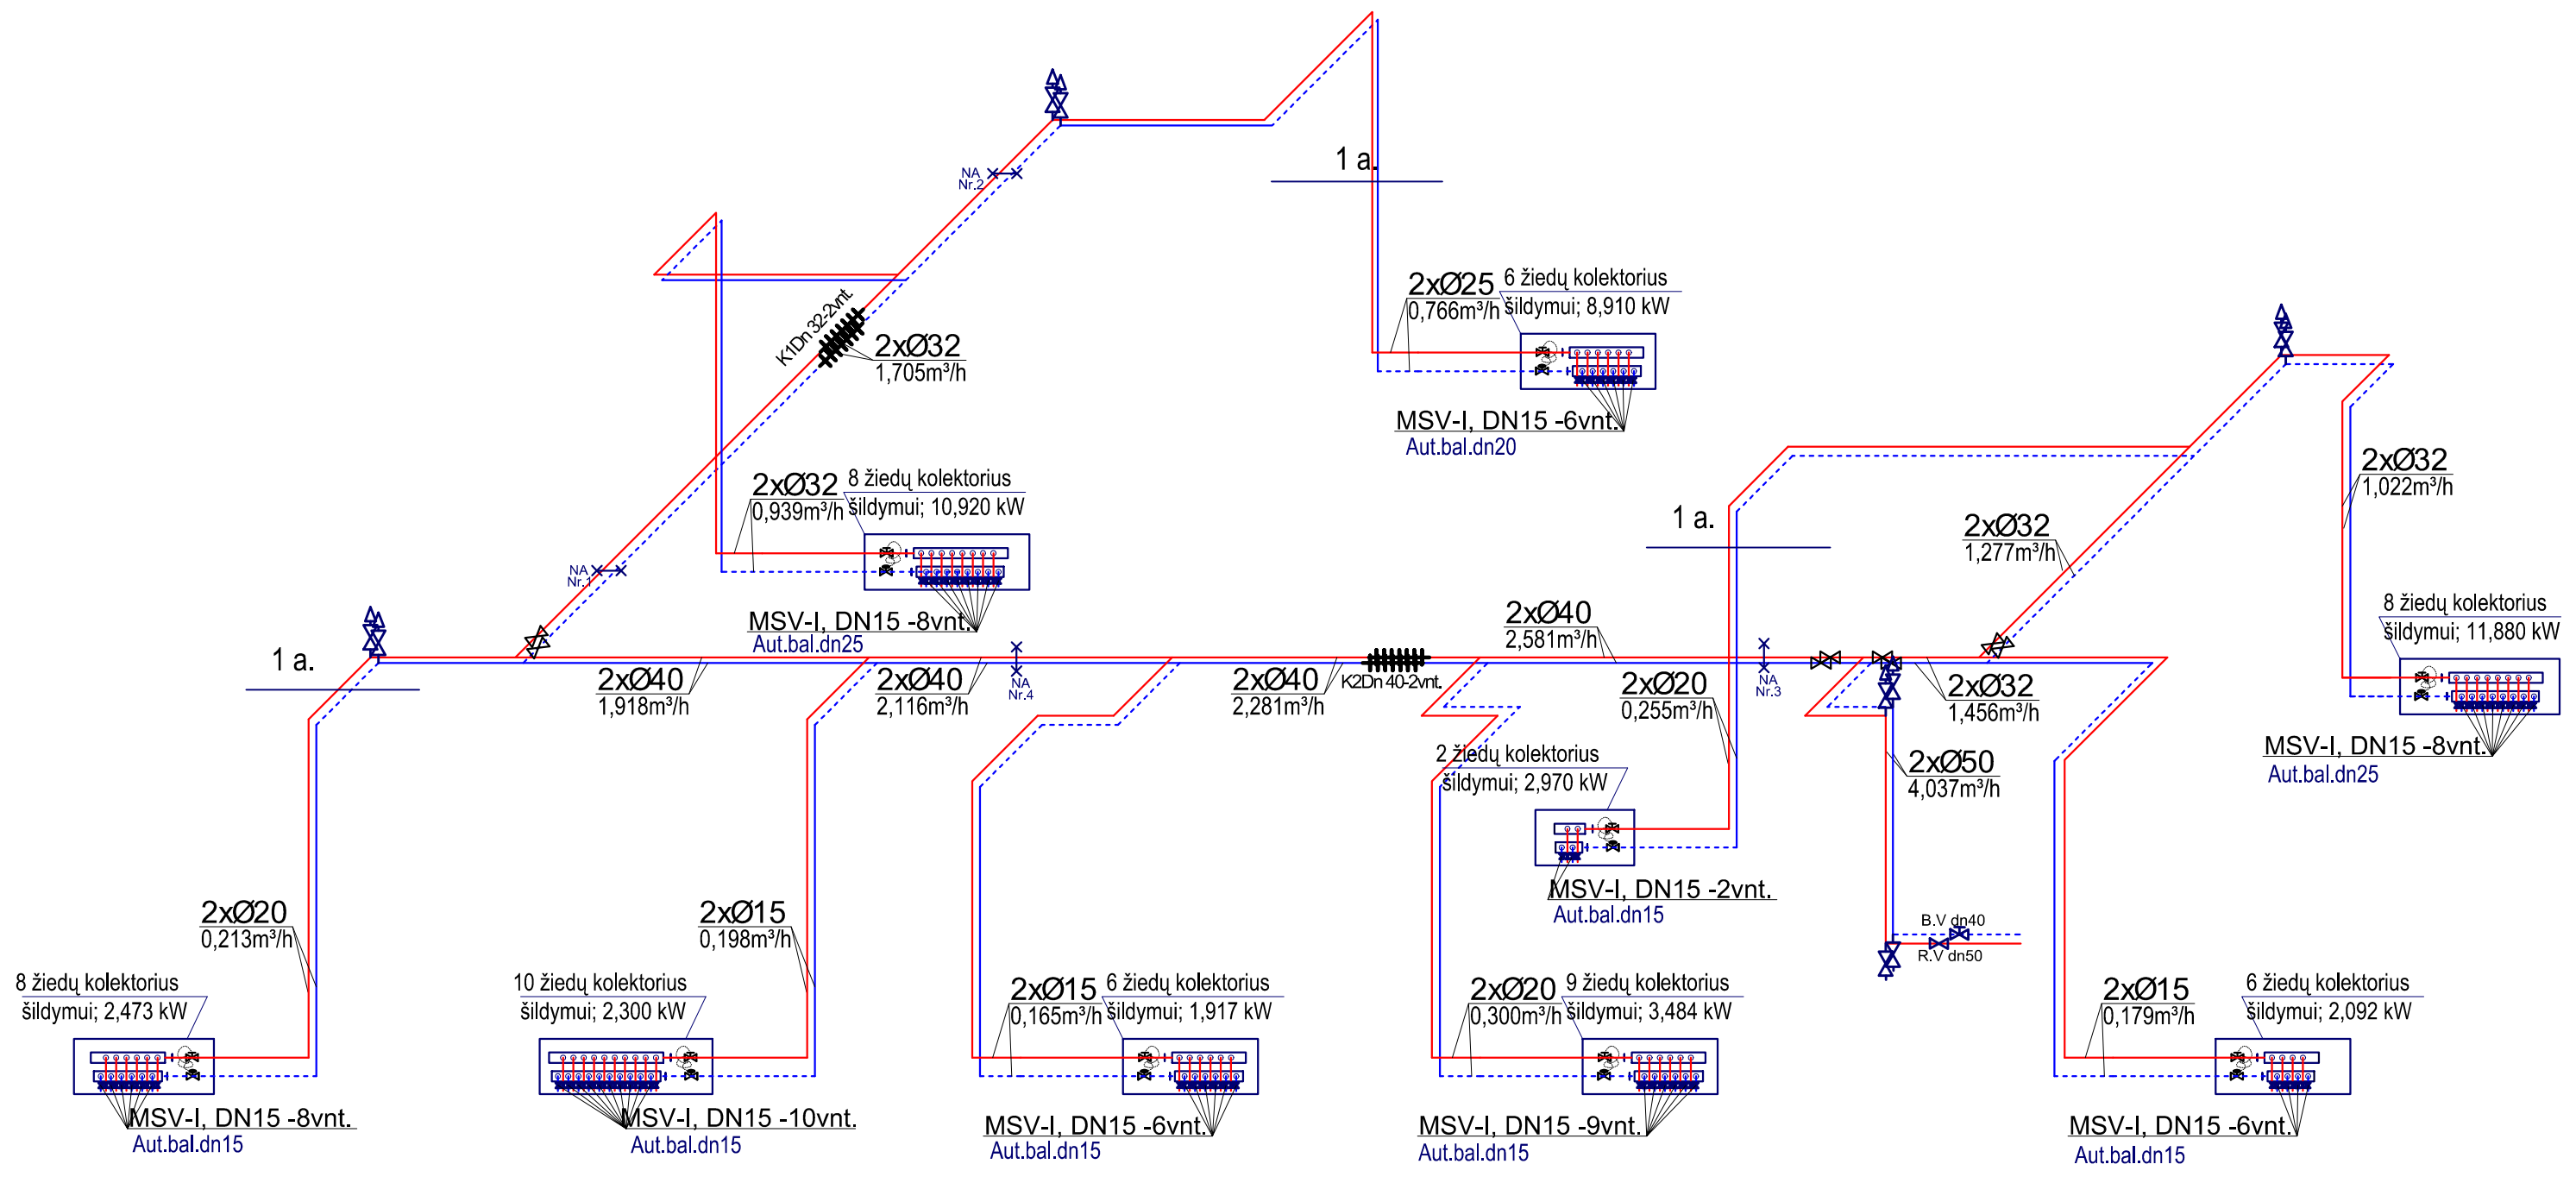 1 a.
NA
Nr.2
K1Dn 32-2vnt.
2xØ32
1,705m³/h
2xØ25
0,766m³/h
6 žiedų kolektorius
šildymui; 8,910 kW
MSV-I, DN15 -6vnt.
Aut.bal.dn20
2xØ32
0,939m³/h
8 žiedų kolektorius
šildymui; 10,920 kW
MSV-I, DN15 -8vnt.
Aut.bal.dn25
NA
Nr.1
1 a.
2xØ32
1,277m³/h
2xØ32
1,022m³/h
8 žiedų kolektorius
šildymui; 11,880 kW
MSV-I, DN15 -8vnt.
Aut.bal.dn25
1 a.
2xØ40
1,918m³/h
2xØ40
2,116m³/h
NA
Nr.4
2xØ40
2,281m³/h
K2Dn 40-2vnt.
2xØ40
2,581m³/h
2xØ20
0,255m³/h
NA
Nr.3
2xØ32
1,456m³/h
2 žiedų kolektorius
šildymui; 2,970 kW
MSV-I, DN15 -2vnt.
Aut.bal.dn15
2xØ50
4,037m³/h
B.V dn40
R.V dn50
2xØ20
0,213m³/h
8 žiedų kolektorius
šildymui; 2,473 kW
MSV-I, DN15 -8vnt.
Aut.bal.dn15
2xØ15
0,198m³/h
10 žiedų kolektorius
šildymui; 2,300 kW
MSV-I, DN15 -10vnt.
Aut.bal.dn15
2xØ15
0,165m³/h
6 žiedų kolektorius
šildymui; 1,917 kW
MSV-I, DN15 -6vnt.
Aut.bal.dn15
2xØ20
0,300m³/h
9 žiedų kolektorius
šildymui; 3,484 kW
MSV-I, DN15 -9vnt.
Aut.bal.dn15
2xØ15
0,179m³/h
6 žiedų kolektorius
šildymui; 2,092 kW
MSV-I, DN15 -6vnt.
Aut.bal.dn15